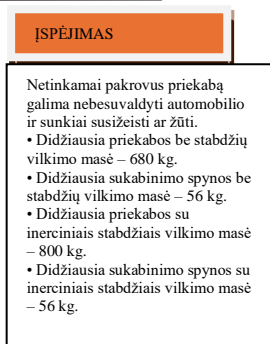 ĮSPĖJIMAS
Netinkamai pakrovus priekabą
galima nebesuvaldyti automobilio
ir sunkiai susižeisti ar žūti.
• Didžiausia priekabos be stabdžių
vilkimo masė – 680 kg.
• Didžiausia sukabinimo spynos be
stabdžių vilkimo masė – 56 kg.
• Didžiausia priekabos su
inerciniais stabdžiais vilkimo masė
– 800 kg.
• Didžiausia sukabinimo spynos su
inerciniais stabdžiais vilkimo masė
– 56 kg.